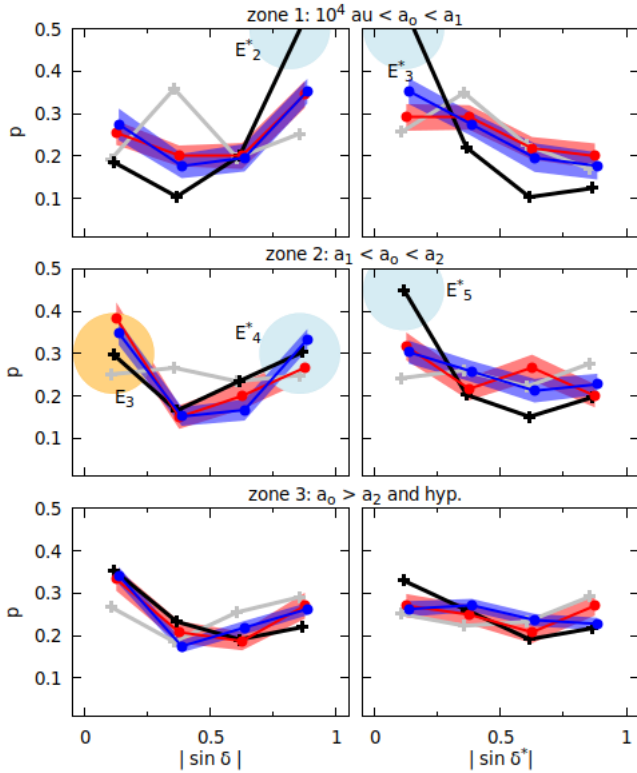 zone 1: 10⁴ au < aₒ < a₁
p
0.5
0.4
0.3
0.2
0.1
E*₂
E*₃
zone 2: a₁ < aₒ < a₂
p
0.5
0.4
0.3
0.2
0.1
E₃
E*₄
E*₅
zone 3: aₒ > a₂ and hyp.
p
0.5
0.4
0.3
0.2
0.1
0 0.5 1 0 0.5 1
| sin δ | | sin δ*|